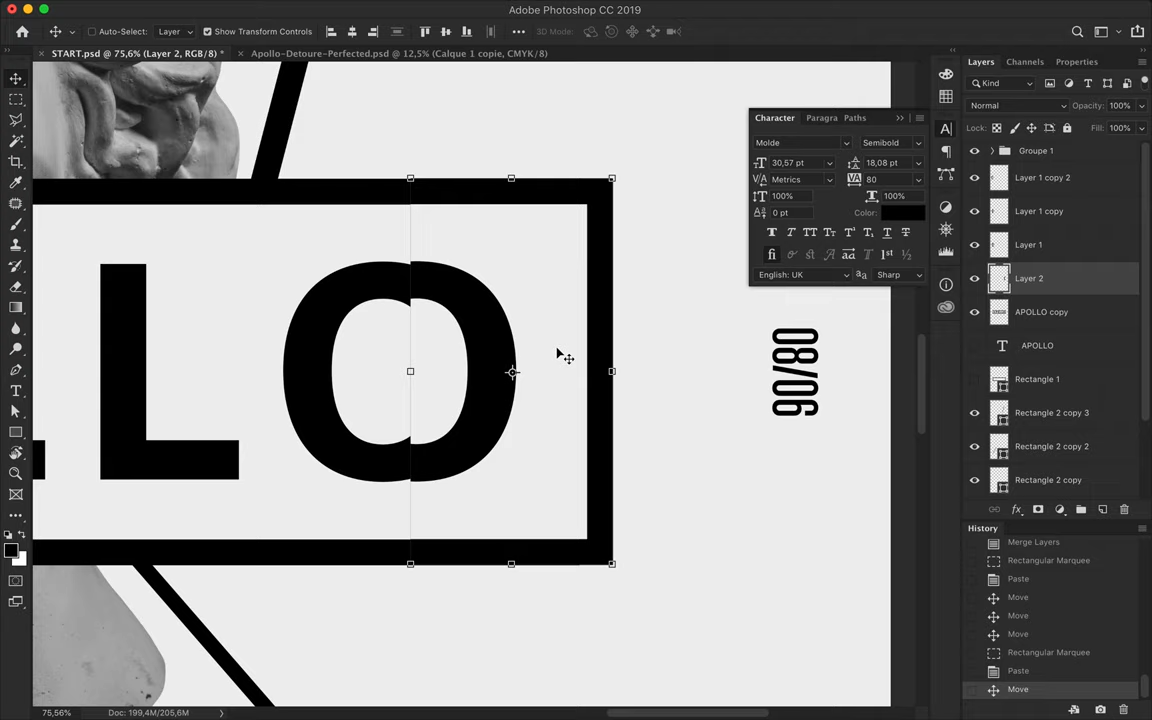 Adobe Photoshop CC 2019
Auto-Select: Layer Show Transform Controls 3D Mode:
START.psd @ 75,6% (Layer 2, RGB/8) * Apollo-Detoure-Perfected.psd @ 12,5% (Calque 1 copie, CMYK/8)
Layers Channels Properties
Kind
Normal Opacity: 100%
Lock: Fill: 100%
Groupe 1
Layer 1 copy 2
Layer 1 copy
Layer 1
Layer 2
APOLLO copy
APOLLO
Rectangle 1
Rectangle 2 copy 3
Rectangle 2 copy 2
Rectangle 2 copy
Character Paragra Paths
Molde Semibold
30,57 pt 18,08 pt
Metrics 80
100% 100%
0 pt Color:
English: UK Sharp
LO
08/06
History
Merge Layers
Rectangular Marquee
Paste
Move
Move
Move
Rectangular Marquee
Paste
Move
75,56% Doc: 199,4M/205,6M